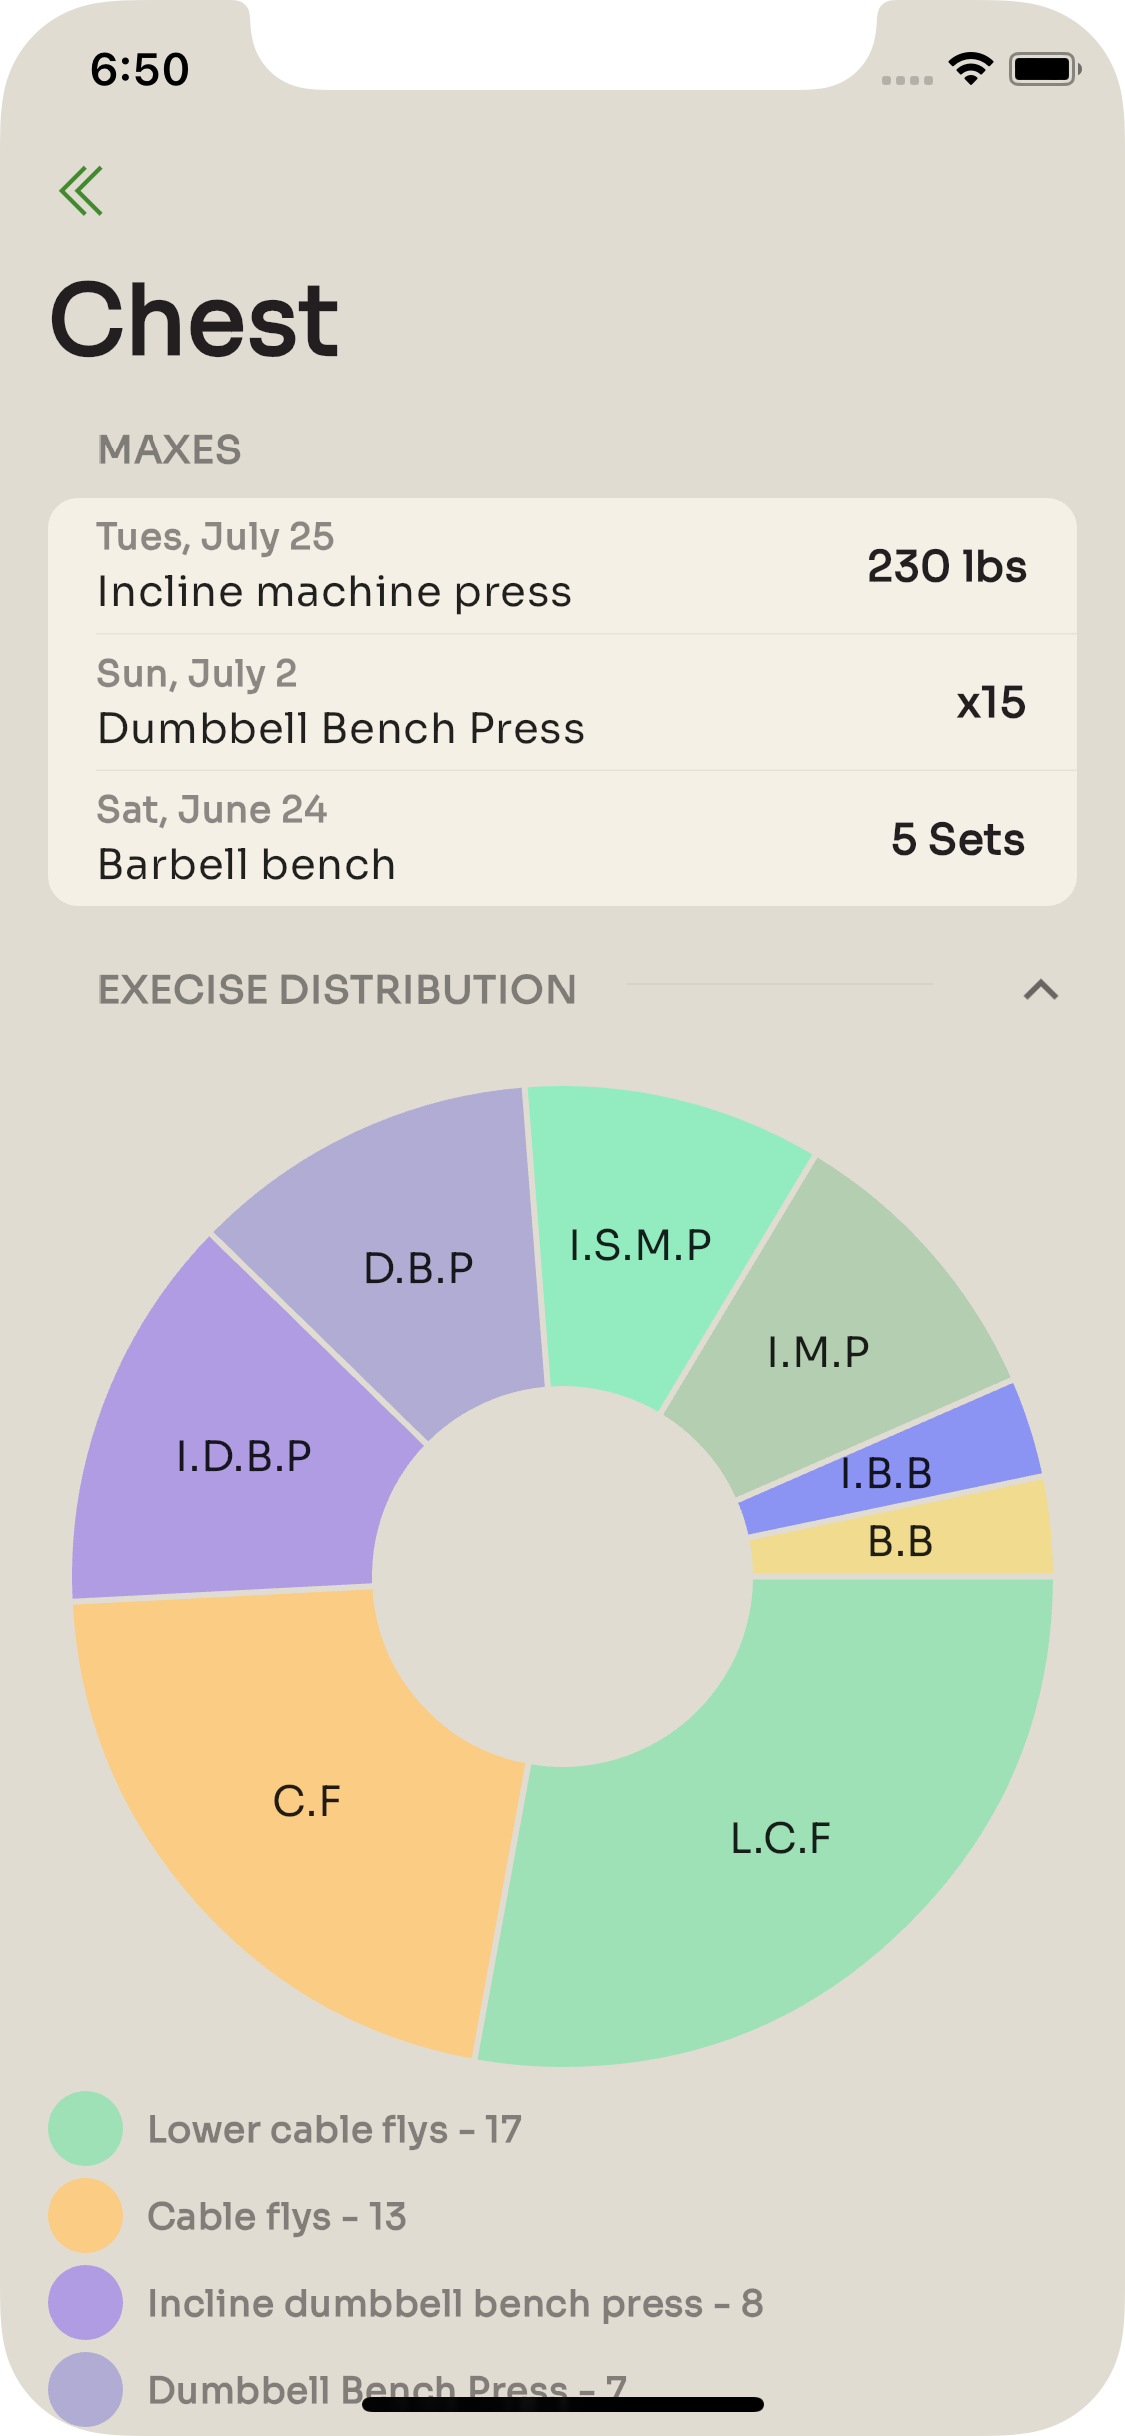 6:50
Chest
MAXES
Tues, July 25
Incline machine press
230 lbs
Sun, July 2
Dumbbell Bench Press
x15
Sat, June 24
Barbell bench
5 Sets
EXECISE DISTRIBUTION
I.S.M.P
D.B.P
I.M.P
I.D.B.P
I.B.B
B.B
C.F
L.C.F
Lower cable flys - 17
Cable flys - 13
Incline dumbbell bench press - 8
Dumbbell Bench Press - 7